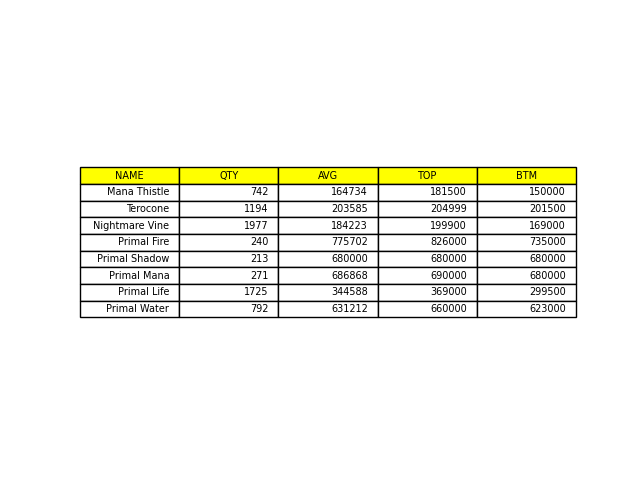 NAME QTY AVG TOP BTM
Mana Thistle 742 164734 181500 150000
Terocone 1194 203585 204999 201500
Nightmare Vine 1977 184223 199900 169000
Primal Fire 240 775702 826000 735000
Primal Shadow 213 680000 680000 680000
Primal Mana 271 686868 690000 680000
Primal Life 1725 344588 369000 299500
Primal Water 792 631212 660000 623000